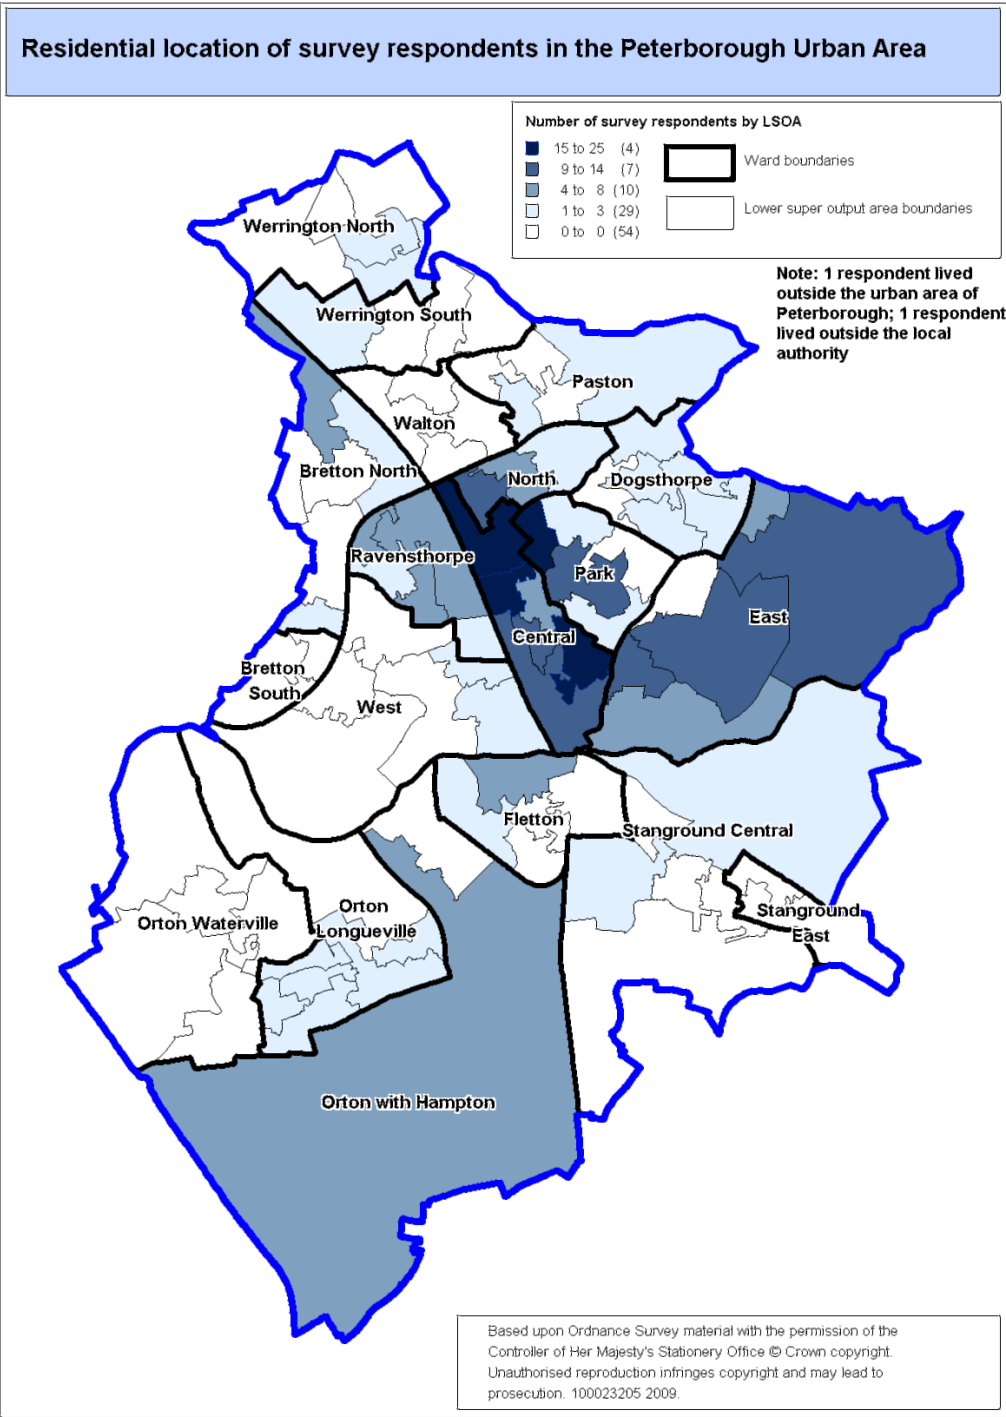 Residential location of survey respondents in the Peterborough Urban Area
Number of survey respondents by LSOA
15 to 25 (4)
9 to 14 (7)
4 to 8 (10)
1 to 3 (29)
0 to 0 (54)
Ward boundaries
Lower super output area boundaries
Note: 1 respondent lived
outside the urban area of
Peterborough; 1 respondent
lived outside the local
authority
Werrington North
Werrington South
Paston
Walton
Bretton North
North
Dogsthorpe
Ravensthorpe
Park
East
Central
Bretton
South
West
Fletton
Stanground Central
Orton Waterville
Orton
Longueville
Stanground
East
Orton with Hampton
Based upon Ordnance Survey material with the permission of the
Controller of Her Majesty's Stationery Office © Crown copyright.
Unauthorised reproduction infringes copyright and may lead to
prosecution. 100023205 2009.